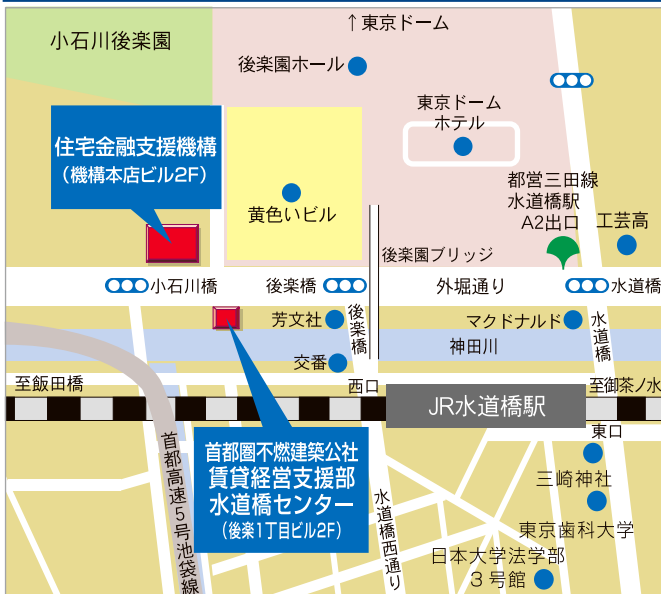 ↑東京ドーム
小石川後楽園
後楽園ホール
東京ドーム
ホテル
住宅金融支援機構
(機構本店ビル2F)
黄色いビル
都営三田線
水道橋駅
A2出口
工芸高
後楽園ブリッジ
小石川橋
後楽橋
外堀通り
水道橋
芳文社
後楽橋
マクドナルド
水道橋
神田川
交番
至飯田橋
西口
至御茶ノ水
JR水道橋駅
東口
首都高速5号池袋線
首都圏不燃建築公社
賃貸経営支援部
水道橋センター
(後楽1丁目ビル2F)
三崎神社
水道橋西通り
東京歯科大学
日本大学法学部
3号館